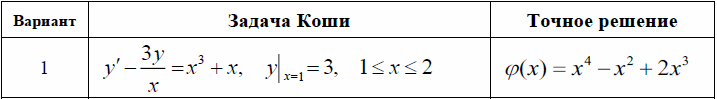 Вариант Задача Коши Точное решение
1 y′ − 3y/x = x³ + x, y|ₓ₌₁ = 3, 1 ≤ x ≤ 2 φ(x) = x⁴ − x² + 2x³